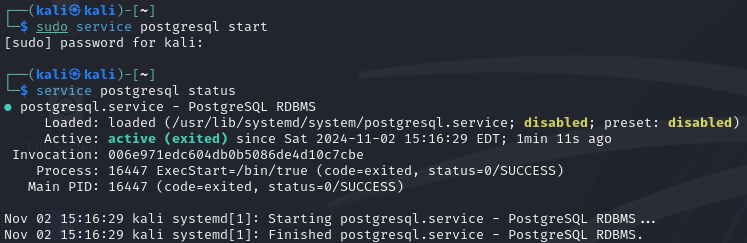 ┌──(kali㉿kali)-[~]
└─$ sudo service postgresql start
[sudo] password for kali:
┌──(kali㉿kali)-[~]
└─$ service postgresql status
● postgresql.service - PostgreSQL RDBMS
Loaded: loaded (/usr/lib/systemd/system/postgresql.service; disabled; preset: disabled)
Active: active (exited) since Sat 2024-11-02 15:16:29 EDT; 1min 11s ago
Invocation: 006e971edc604db0b5086de4d10c7cbe
Process: 16447 ExecStart=/bin/true (code=exited, status=0/SUCCESS)
Main PID: 16447 (code=exited, status=0/SUCCESS)
Nov 02 15:16:29 kali systemd[1]: Starting postgresql.service - PostgreSQL RDBMS...
Nov 02 15:16:29 kali systemd[1]: Finished postgresql.service - PostgreSQL RDBMS.